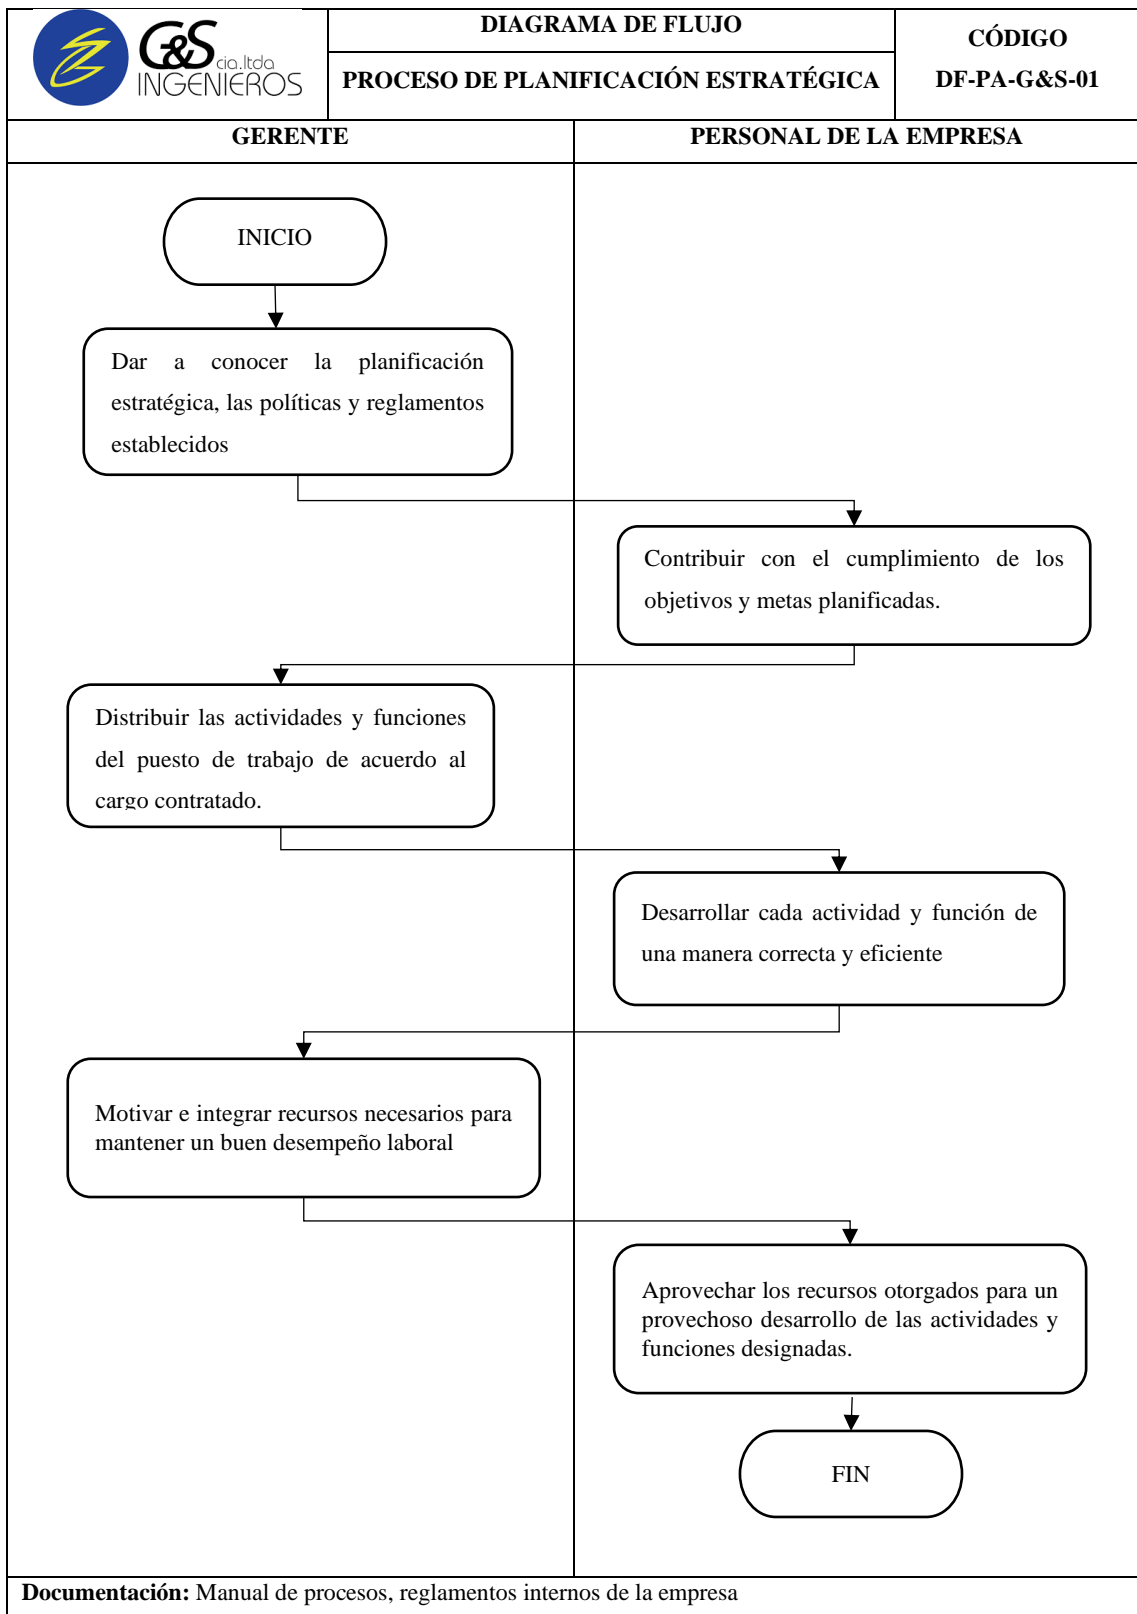 G&S cia.ltda
INGENIEROS
DIAGRAMA DE FLUJO
PROCESO DE PLANIFICACIÓN ESTRATÉGICA
CÓDIGO
DF-PA-G&S-01
GERENTE
PERSONAL DE LA EMPRESA
INICIO
Dar a conocer la planificación
estratégica, las políticas y reglamentos
establecidos
Contribuir con el cumplimiento de los
objetivos y metas planificadas.
Distribuir las actividades y funciones
del puesto de trabajo de acuerdo al
cargo contratado.
Desarrollar cada actividad y función de
una manera correcta y eficiente
Motivar e integrar recursos necesarios para
mantener un buen desempeño laboral
Aprovechar los recursos otorgados para un
provechoso desarrollo de las actividades y
funciones designadas.
FIN
Documentación: Manual de procesos, reglamentos internos de la empresa